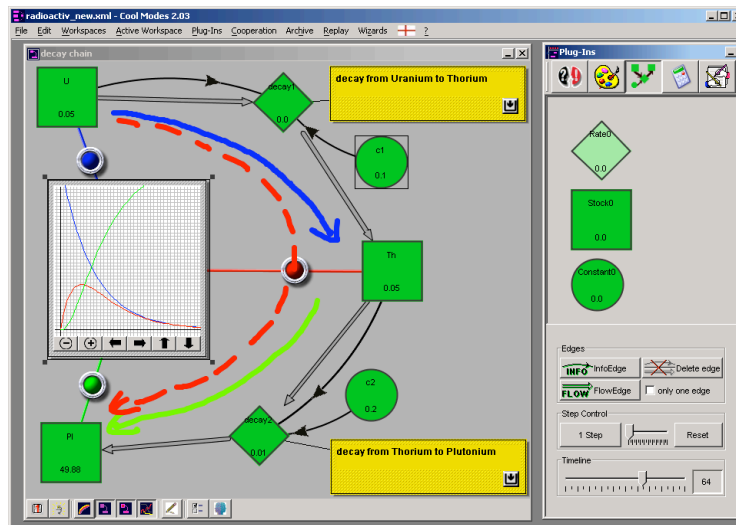 radioactiv_new.xml - Cool Modes 2.03
File Edit Workspaces Active Workspace Plug-Ins Cooperation Archive Replay Wizards ?
decay chain
U
0.05
decay1
0.0
decay from Uranium to Thorium
c1
0.1
Th
0.05
c2
0.2
decay2
0.01
Pl
49.88
decay from Thorium to Plutonium
Plug-Ins
Rate0
0.0
Stock0
0.0
Constant0
0.0
Edges
INFO InfoEdge
Delete edge
FLOW FlowEdge
only one edge
Step Control
1 Step
Reset
Timeline
64